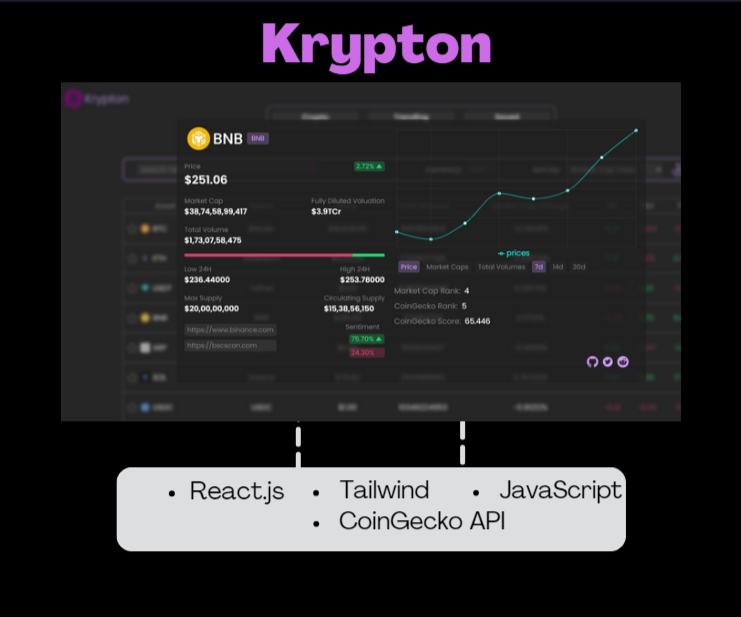 Krypton
Krypton
Crypto Trending Saved
BNB BNB
Price
2.72% ▲
$251.06
Market Cap Fully Diluted Valuation
$38,74,58,99,417 $3.9TCr
Total Volume
$1,73,07,58,475
Low 24H High 24H
$236.44000 $253.78000
Max Supply Circulating Supply
$20,00,00,000 $15,38,56,150
https://www.binance.com
https://bscscan.com
Sentiment
75.70% ▲
24.30%
prices
Price Market Caps Total Volumes 7d 14d 30d
Market Cap Rank: 4
CoinGecko Rank: 5
CoinGecko Score: 65.446
• React.js • Tailwind • JavaScript
• CoinGecko API